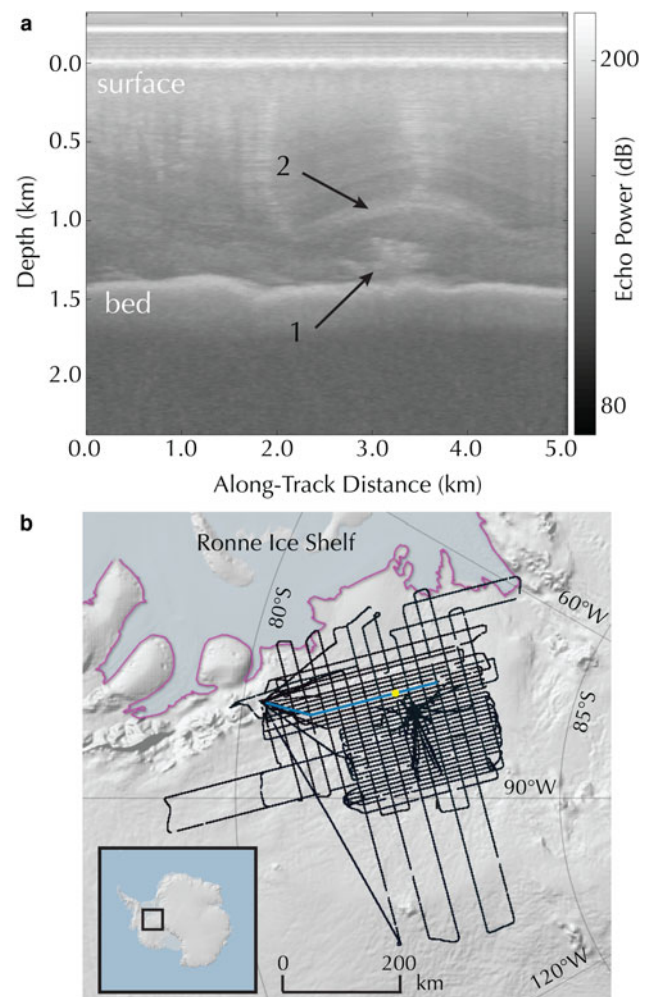 a
0.0
surface
0.5
2
1.0
1.5
bed
1
2.0
Depth (km)
0.0 1.0 2.0 3.0 4.0 5.0
Along-Track Distance (km)
200
80
Echo Power (dB)
b
Ronne Ice Shelf
80°S
60°W
85°S
90°W
120°W
0 200
km